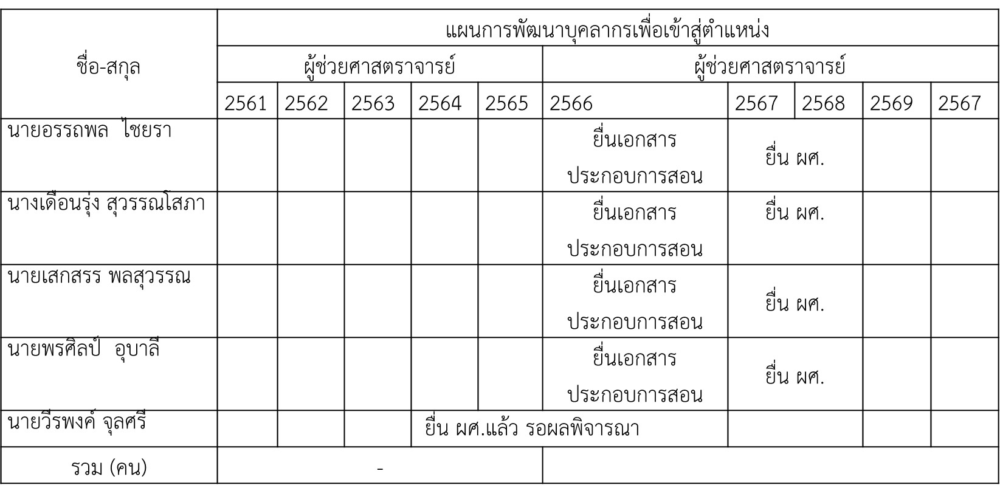 แผนการพัฒนาบุคลากรเพื่อเข้าสู่ตำแหน่ง
ชื่อ-สกุล
ผู้ช่วยศาสตราจารย์ ผู้ช่วยศาสตราจารย์
2561 2562 2563 2564 2565 2566 2567 2568 2569 2567
นายอรรถพล ไชยรา
ยื่นเอกสาร
ประกอบการสอน
ยื่น ผศ.
นางเดือนรุ่ง สุวรรณโสภา
ยื่นเอกสาร
ประกอบการสอน
ยื่น ผศ.
นายเสกสรร พลสุวรรณ
ยื่นเอกสาร
ประกอบการสอน
ยื่น ผศ.
นายพรศิลป์ อุบาลี
ยื่นเอกสาร
ประกอบการสอน
ยื่น ผศ.
นายวีรพงค์ จุลศรี
ยื่น ผศ.แล้ว รอผลพิจารณา
รวม (คน) -